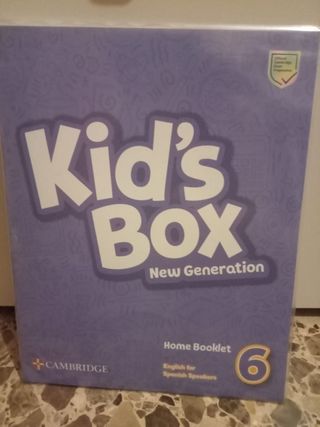 Kid's
Box
New Generation
Home Booklet 6
English for
Spanish Speakers
CAMBRIDGE